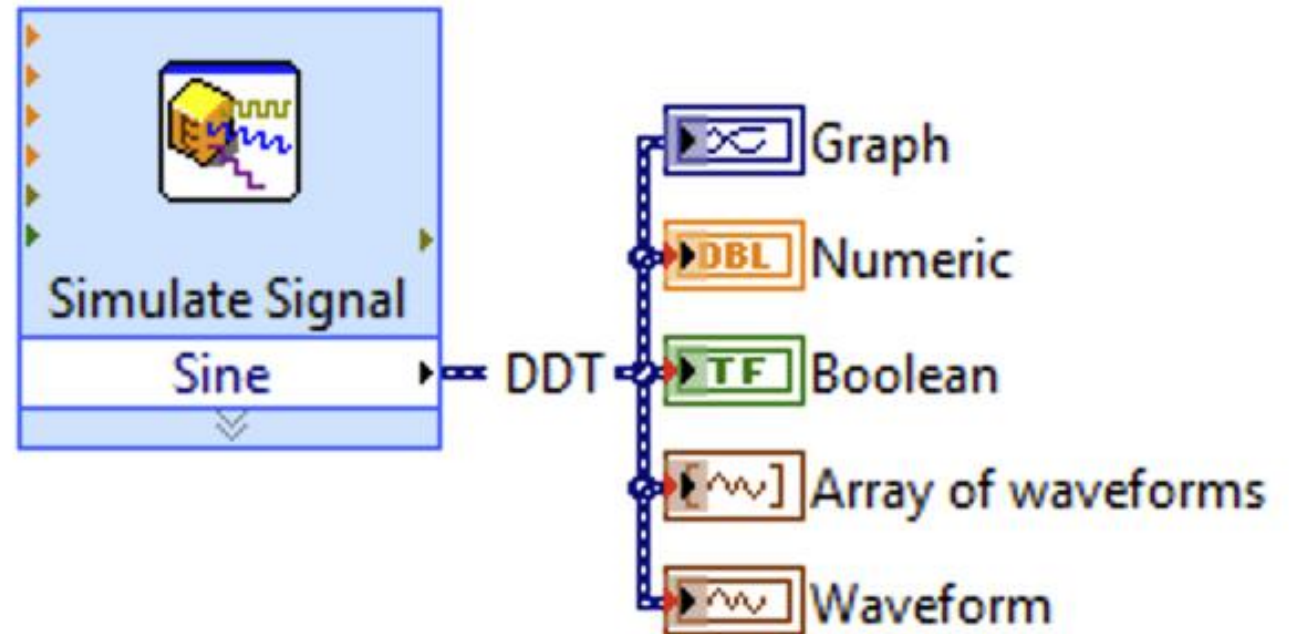 Simulate Signal
Sine
DDT
Graph
DBL Numeric
TF Boolean
Array of waveforms
Waveform